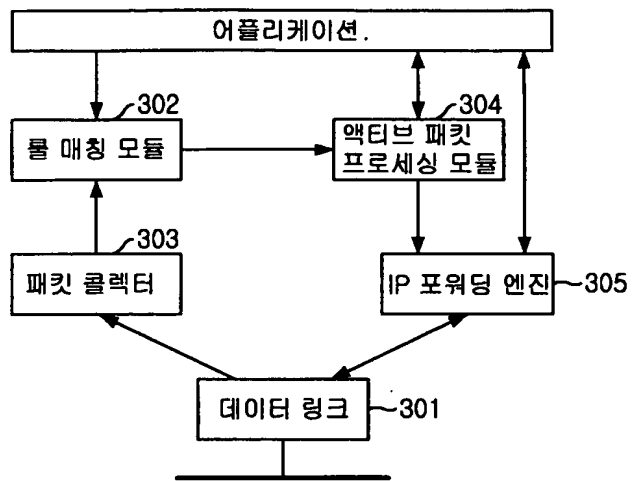 어플리케이션.
302
304
룰 매칭 모듈
액티브 패킷
프로세싱 모듈
303
패킷 콜렉터
IP 포워딩 엔진
305
데이터 링크
301